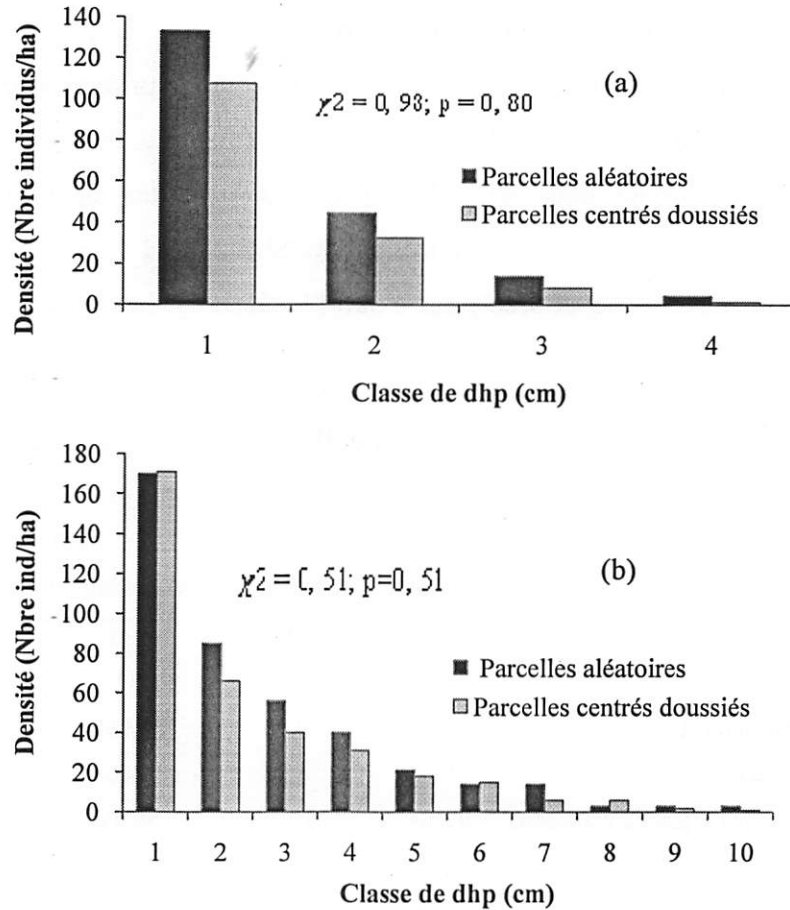 140
120
100
80
60
40
20
0
Densité (Nbre individus/ha)
χ2 = 0, 98; p = 0, 80
(a)
Parcelles aléatoires
Parcelles centrés doussiés
1 2 3 4
Classe de dhp (cm)
180
160
140
120
100
80
60
40
20
0
Densité (Nbre ind/ha)
χ2 = 0, 51; p=0, 51
(b)
Parcelles aléatoires
Parcelles centrés doussiés
1 2 3 4 5 6 7 8 9 10
Classe de dhp (cm)